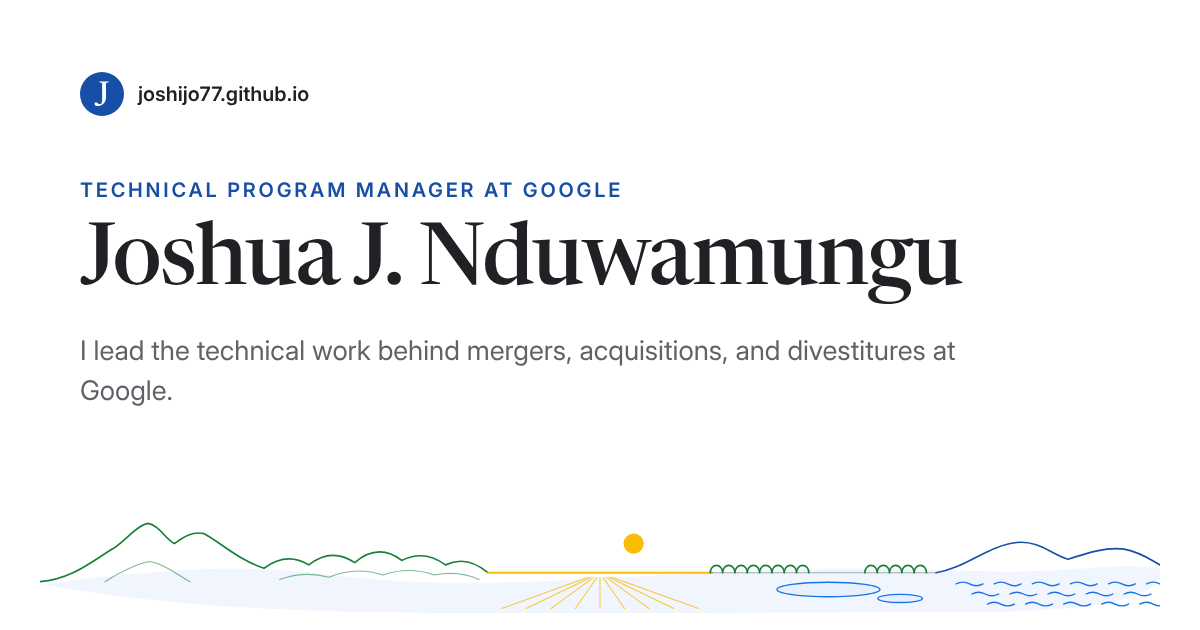 J
joshijo77.github.io
TECHNICAL PROGRAM MANAGER AT GOOGLE
Joshua J. Nduwamungu
I lead the technical work behind mergers, acquisitions, and divestitures at
Google.